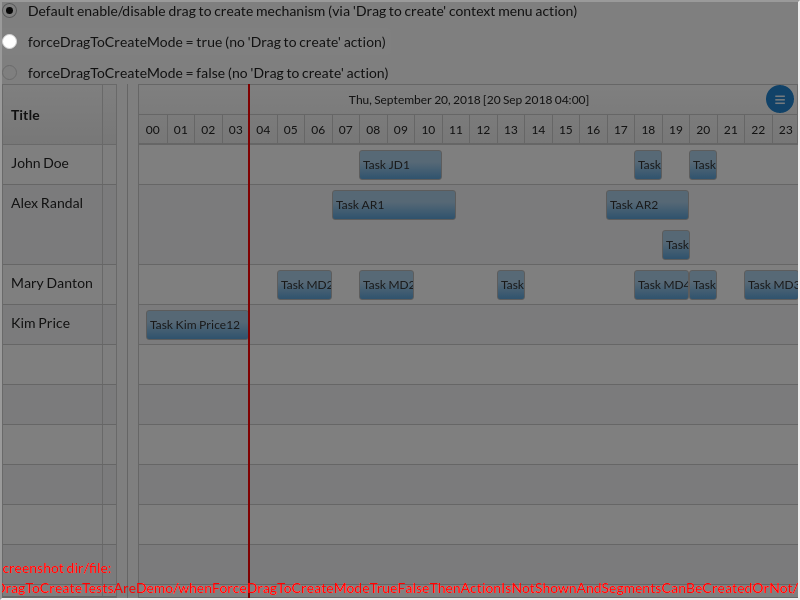 Default enable/disable drag to create mechanism (via 'Drag to create' context menu action)
forceDragToCreateMode = true (no 'Drag to create' action)
forceDragToCreateMode = false (no 'Drag to create' action)
Title
Thu, September 20, 2018 [20 Sep 2018 04:00]
00 01 02 03 04 05 06 07 08 09 10 11 12 13 14 15 16 17 18 19 20 21 22 23
John Doe
Task JD1 Task Task
Alex Randal
Task AR1 Task AR2
Task
Mary Danton
Task MD2 Task MD2 Task Task MD4 Task Task MD3
Kim Price
Task Kim Price12
creenshot dir/file:
DragToCreateTestsAreDemo/whenForceDragToCreateModeTrueFalseThenActionIsNotShownAndSegmentsCanBeCreatedOrNot/